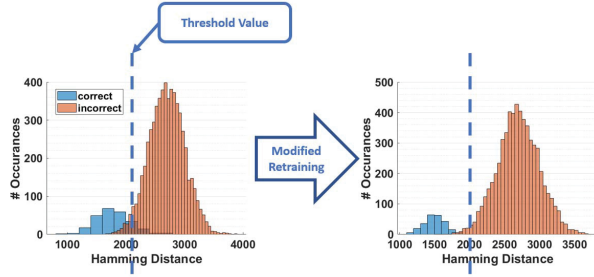 Threshold Value
400
300
200
100
0
# Occurances
correct
incorrect
1000
2000
3000
4000
Hamming Distance
Modified
Retraining
500
400
300
200
100
0
# Occurances
1000
1500
2000
2500
3000
3500
Hamming Distance